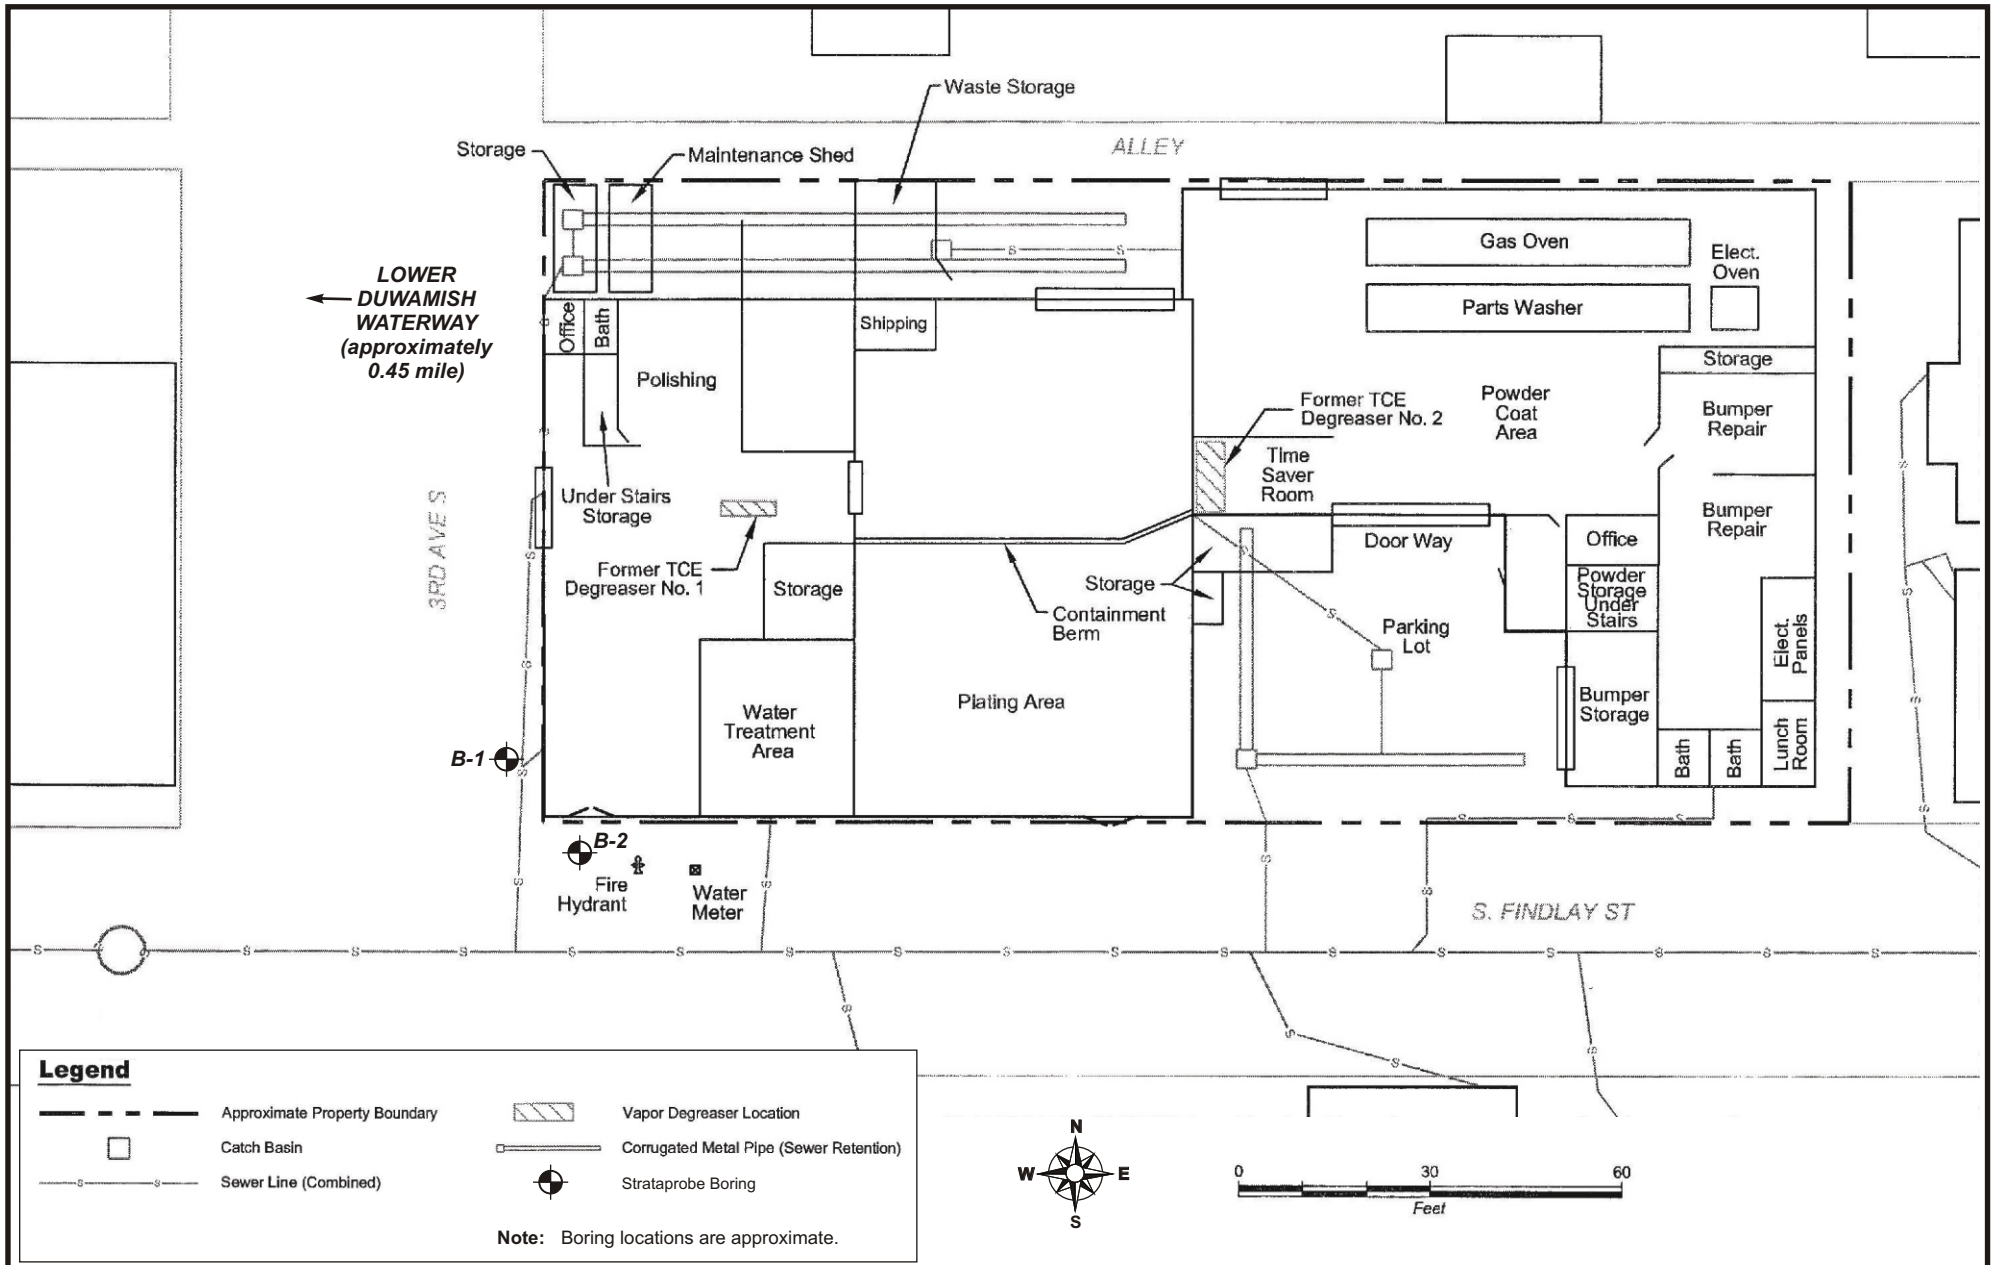 Waste Storage
ALLEY
Storage
Maintenance Shed
LOWER
DUWAMISH
WATERWAY
(approximately
0.45 mile)
Gas Oven
Elect.
Oven
Parts Washer
Office
Bath
Shipping
Polishing
Storage
Former TCE
Degreaser No. 2
Powder
Coat
Area
Bumper
Repair
Time
Saver
Room
3RD AVE S
Under Stairs
Storage
Bumper
Repair
Door Way
Office
Former TCE
Degreaser No. 1
Storage
Storage
Containment
Berm
Powder
Storage
Under
Stairs
Parking
Lot
Elect.
Panels
Plating Area
Water
Treatment
Area
Bumper
Storage
Bath
Bath
Lunch
Room
B-1
B-2
Fire
Hydrant
Water
Meter
S. FINDLAY ST
S S S S S S S S S S S S S S S S S
Legend
Approximate Property Boundary
Vapor Degreaser Location
Catch Basin
Corrugated Metal Pipe (Sewer Retention)
S S
Sewer Line (Combined)
Strataprobe Boring
Note: Boring locations are approximate.
N
W E
S
0 30 60
Feet